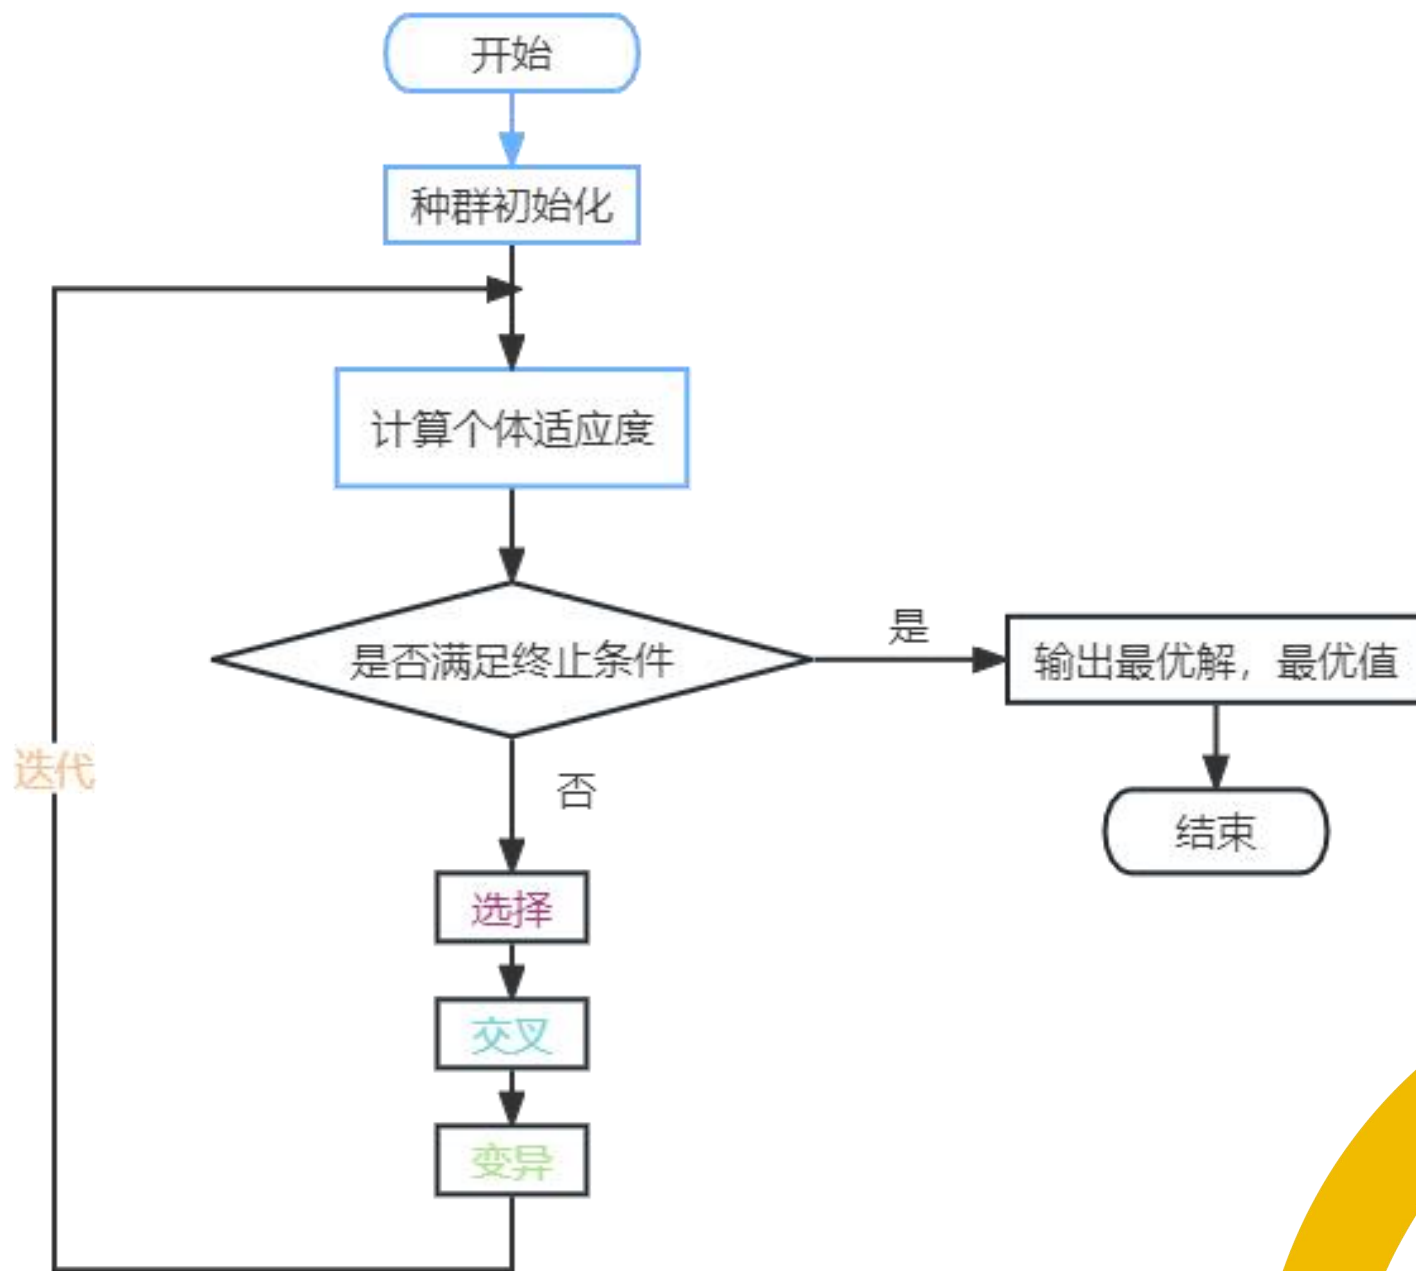 开始
种群初始化
计算个体适应度
是否满足终止条件
是
输出最优解，最优值
结束
否
迭代
选择
交叉
变异